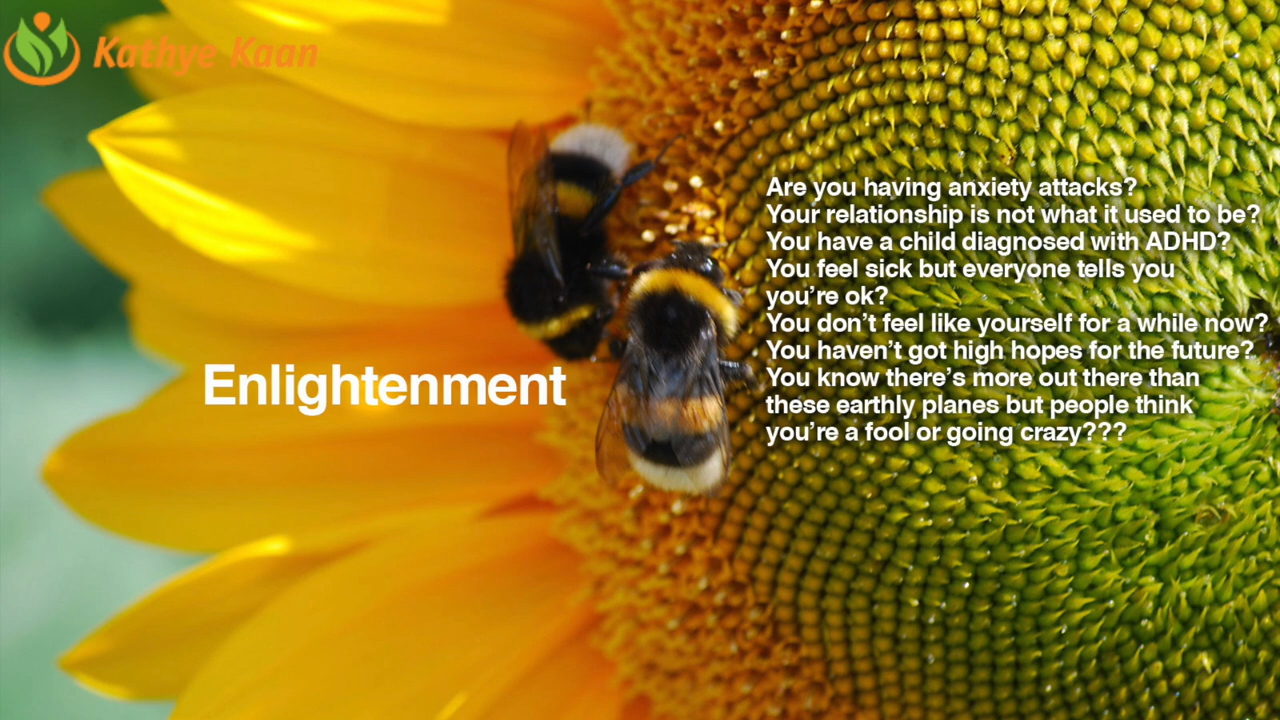 Kathye Kaan
Are you having anxiety attacks?
Your relationship is not what it used to be?
You have a child diagnosed with ADHD?
You feel sick but everyone tells you
you’re ok?
You don’t feel like yourself for a while now?
You haven’t got high hopes for the future?
You know there’s more out there than
these earthly planes but people think
you’re a fool or going crazy???
Enlightenment